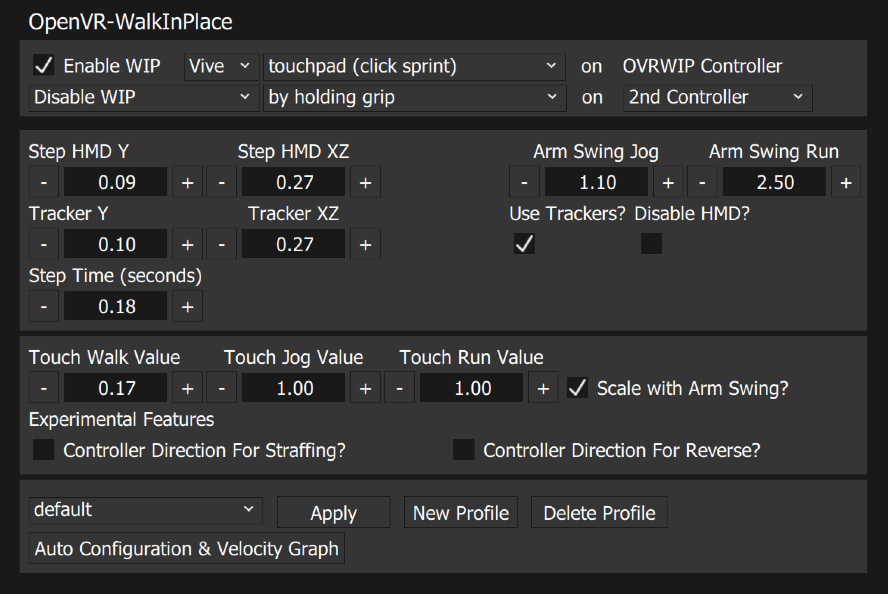 OpenVR-WalkInPlace
Enable WIP Vive touchpad (click sprint) on OVRWIP Controller
Disable WIP by holding grip on 2nd Controller
Step HMD Y Step HMD XZ Arm Swing Jog Arm Swing Run
- 0.09 + - 0.27 + - 1.10 + - 2.50 +
Tracker Y Tracker XZ Use Trackers? Disable HMD?
- 0.10 + - 0.27 +
Step Time (seconds)
- 0.18 +
Touch Walk Value Touch Jog Value Touch Run Value
- 0.17 + - 1.00 + - 1.00 + Scale with Arm Swing?
Experimental Features
Controller Direction For Straffing? Controller Direction For Reverse?
default Apply New Profile Delete Profile
Auto Configuration & Velocity Graph